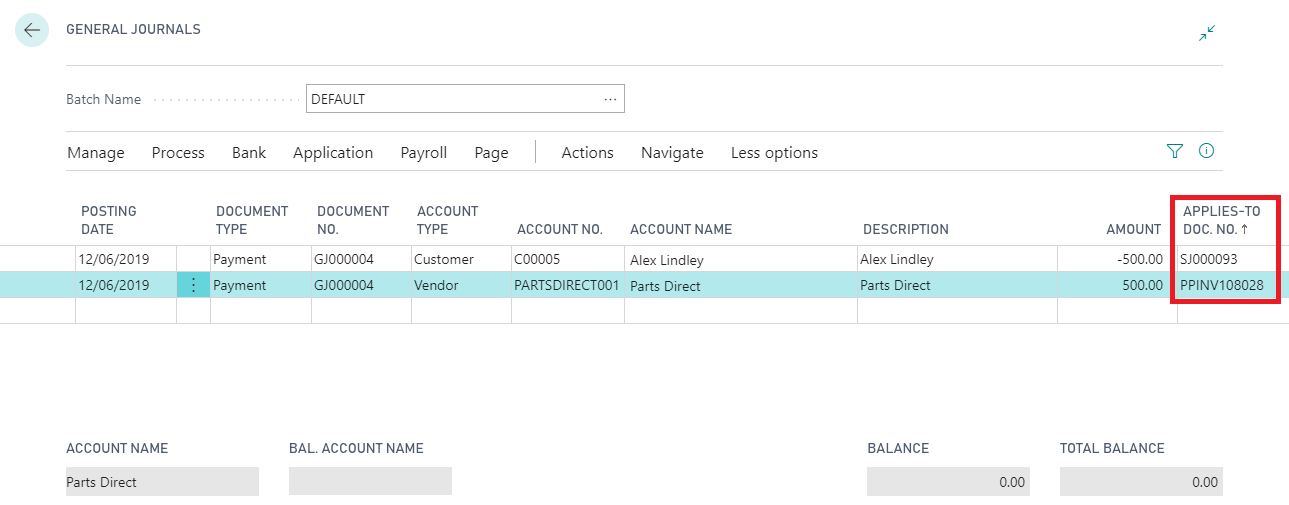 GENERAL JOURNALS
Batch Name DEFAULT ...
Manage Process Bank Application Payroll Page Actions Navigate Less options
POSTING DATE DOCUMENT TYPE DOCUMENT NO. ACCOUNT TYPE ACCOUNT NO. ACCOUNT NAME DESCRIPTION AMOUNT APPLIES-TO DOC. NO. ↑
12/06/2019 Payment GJ000004 Customer C00005 Alex Lindley Alex Lindley -500.00 SJ000093
12/06/2019 Payment GJ000004 Vendor PARTSDIRECT001 Parts Direct Parts Direct 500.00 PPINV108028
ACCOUNT NAME BAL. ACCOUNT NAME BALANCE TOTAL BALANCE
Parts Direct 0.00 0.00